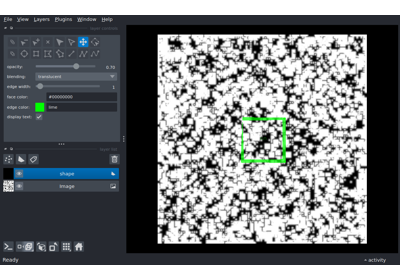 File View Layers Plugins Window Help
opacity: 0.70
blending: translucent
edge width: 1
face color: #00000000
edge color: lime
display text:
shape
Image
Ready
activity